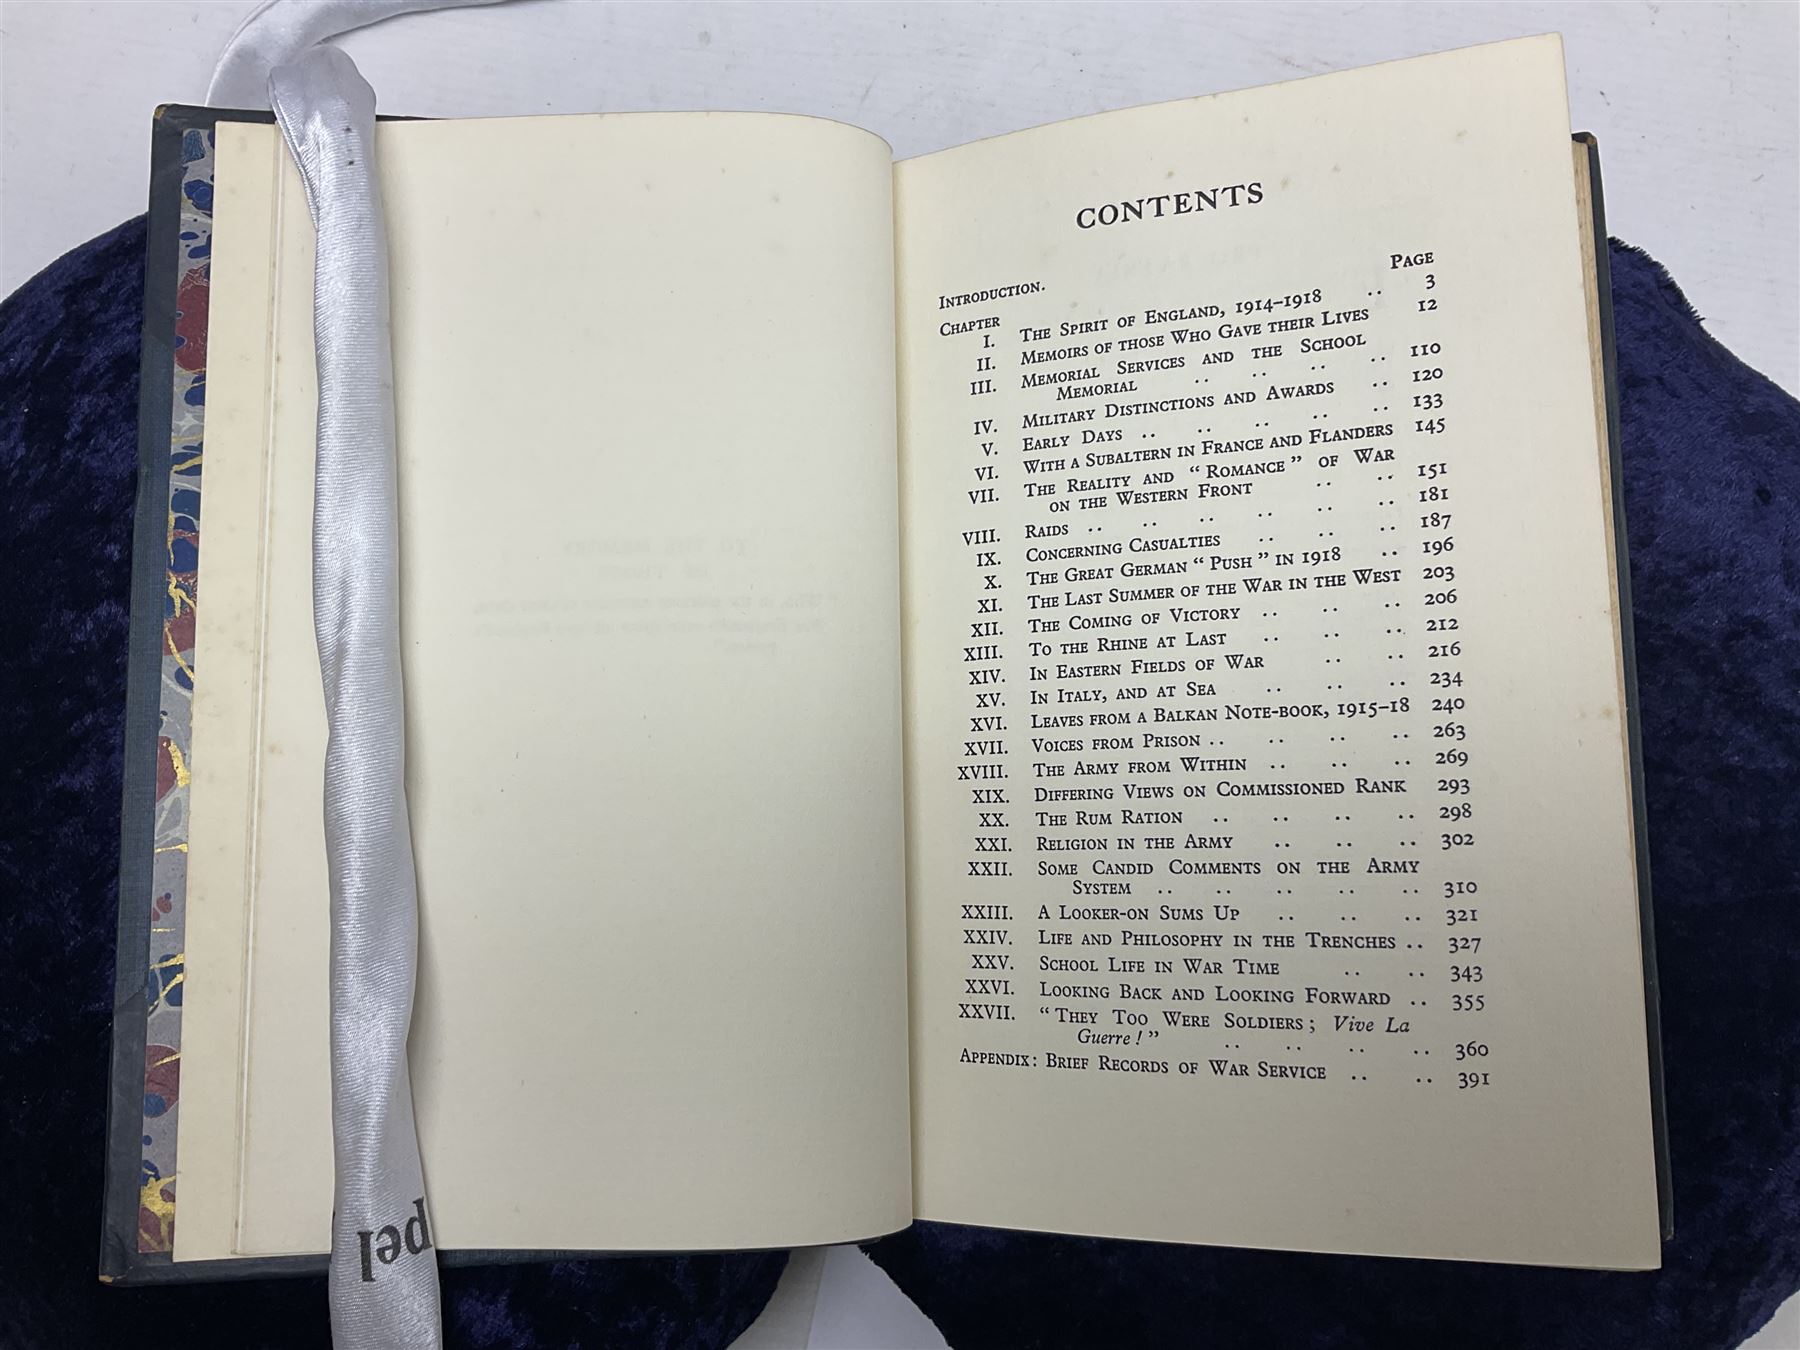 CONTENTS
PAGE
INTRODUCTION. 3
CHAPTER
I. THE SPIRIT OF ENGLAND, 1914–1918 .. 12
II. MEMOIRS OF THOSE WHO GAVE THEIR LIVES
III. MEMORIAL SERVICES AND THE SCHOOL
MEMORIAL .. .. .. .. 110
IV. MILITARY DISTINCTIONS AND AWARDS .. 120
V. EARLY DAYS .. .. .. .. .. 133
VI. WITH A SUBALTERN IN FRANCE AND FLANDERS 145
VII. THE REALITY AND “ROMANCE” OF WAR
ON THE WESTERN FRONT .. .. 151
VIII. RAIDS .. .. .. .. .. .. 181
IX. CONCERNING CASUALTIES .. .. .. 187
X. THE GREAT GERMAN “PUSH” IN 1918 .. 196
XI. THE LAST SUMMER OF THE WAR IN THE WEST 203
XII. THE COMING OF VICTORY .. .. .. 206
XIII. TO THE RHINE AT LAST .. .. .. 212
XIV. IN EASTERN FIELDS OF WAR .. .. 216
XV. IN ITALY, AND AT SEA .. .. .. 234
XVI. LEAVES FROM A BALKAN NOTE-BOOK, 1915–18 240
XVII. VOICES FROM PRISON .. .. .. .. 263
XVIII. THE ARMY FROM WITHIN .. .. .. 269
XIX. DIFFERING VIEWS ON COMMISSIONED RANK 293
XX. THE RUM RATION .. .. .. .. 298
XXI. RELIGION IN THE ARMY .. .. .. 302
XXII. SOME CANDID COMMENTS ON THE ARMY
SYSTEM .. .. .. .. .. 310
XXIII. A LOOKER-ON SUMS UP .. .. .. 321
XXIV. LIFE AND PHILOSOPHY IN THE TRENCHES .. 327
XXV. SCHOOL LIFE IN WAR TIME .. .. 343
XXVI. LOOKING BACK AND LOOKING FORWARD .. 355
XXVII. “THEY TOO WERE SOLDIERS; Vive La
Guerre!” .. .. .. .. 360
APPENDIX: BRIEF RECORDS OF WAR SERVICE .. .. 391
pel